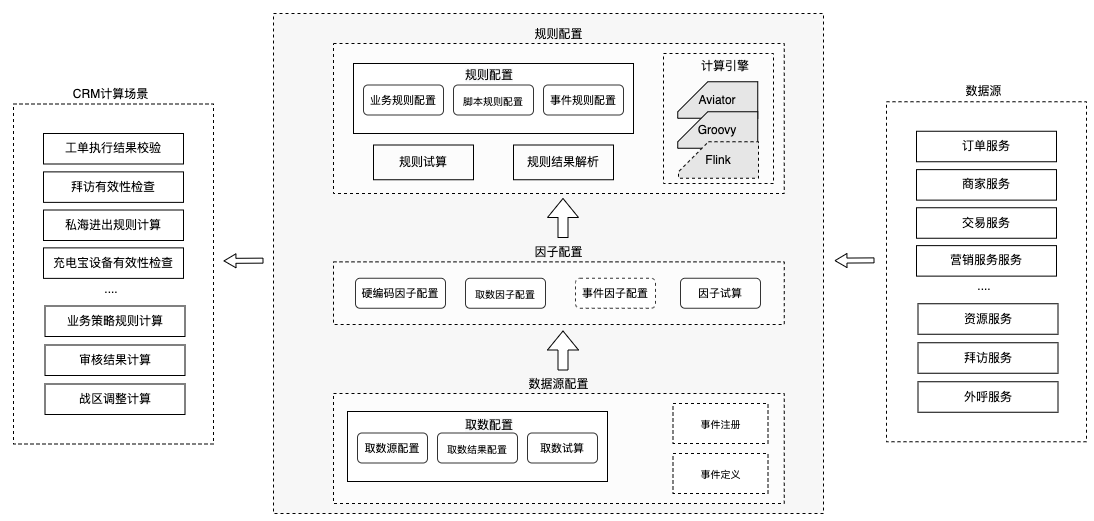 CRM计算场景
工单执行结果校验
拜访有效性检查
私海进出规则计算
充电宝设备有效性检查
....
业务策略规则计算
审核结果计算
战区调整计算
规则配置
规则配置
业务规则配置
脚本规则配置
事件规则配置
规则试算
规则结果解析
计算引擎
Aviator
Groovy
Flink
因子配置
硬编码因子配置
取数因子配置
事件因子配置
因子试算
数据源配置
取数配置
取数源配置
取数结果配置
取数试算
事件注册
事件定义
数据源
订单服务
商家服务
交易服务
营销服务服务
....
资源服务
拜访服务
外呼服务